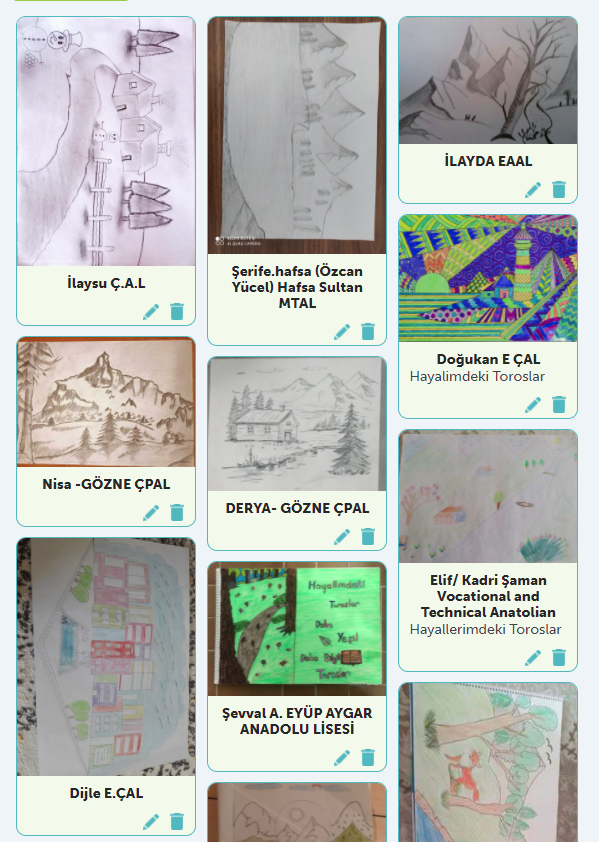 İlaysu Ç.A.L
Nisa -GÖZNE ÇPAL
Dijle E.ÇAL
Şerife.hafsa (Özcan
Yücel) Hafsa Sultan
MTAL
DERYA- GÖZNE ÇPAL
Hayalimdeki
Toroslar
Daha
Yeşil
Daha
Toroslar
Şevval A. EYÜP AYGAR
ANADOLU LİSESİ
İLAYDA EAAL
Doğukan E ÇAL
Hayalimdeki Toroslar
Elif/ Kadri Şaman
Vocational and
Technical Anatolian
Hayallerimdeki Toroslar